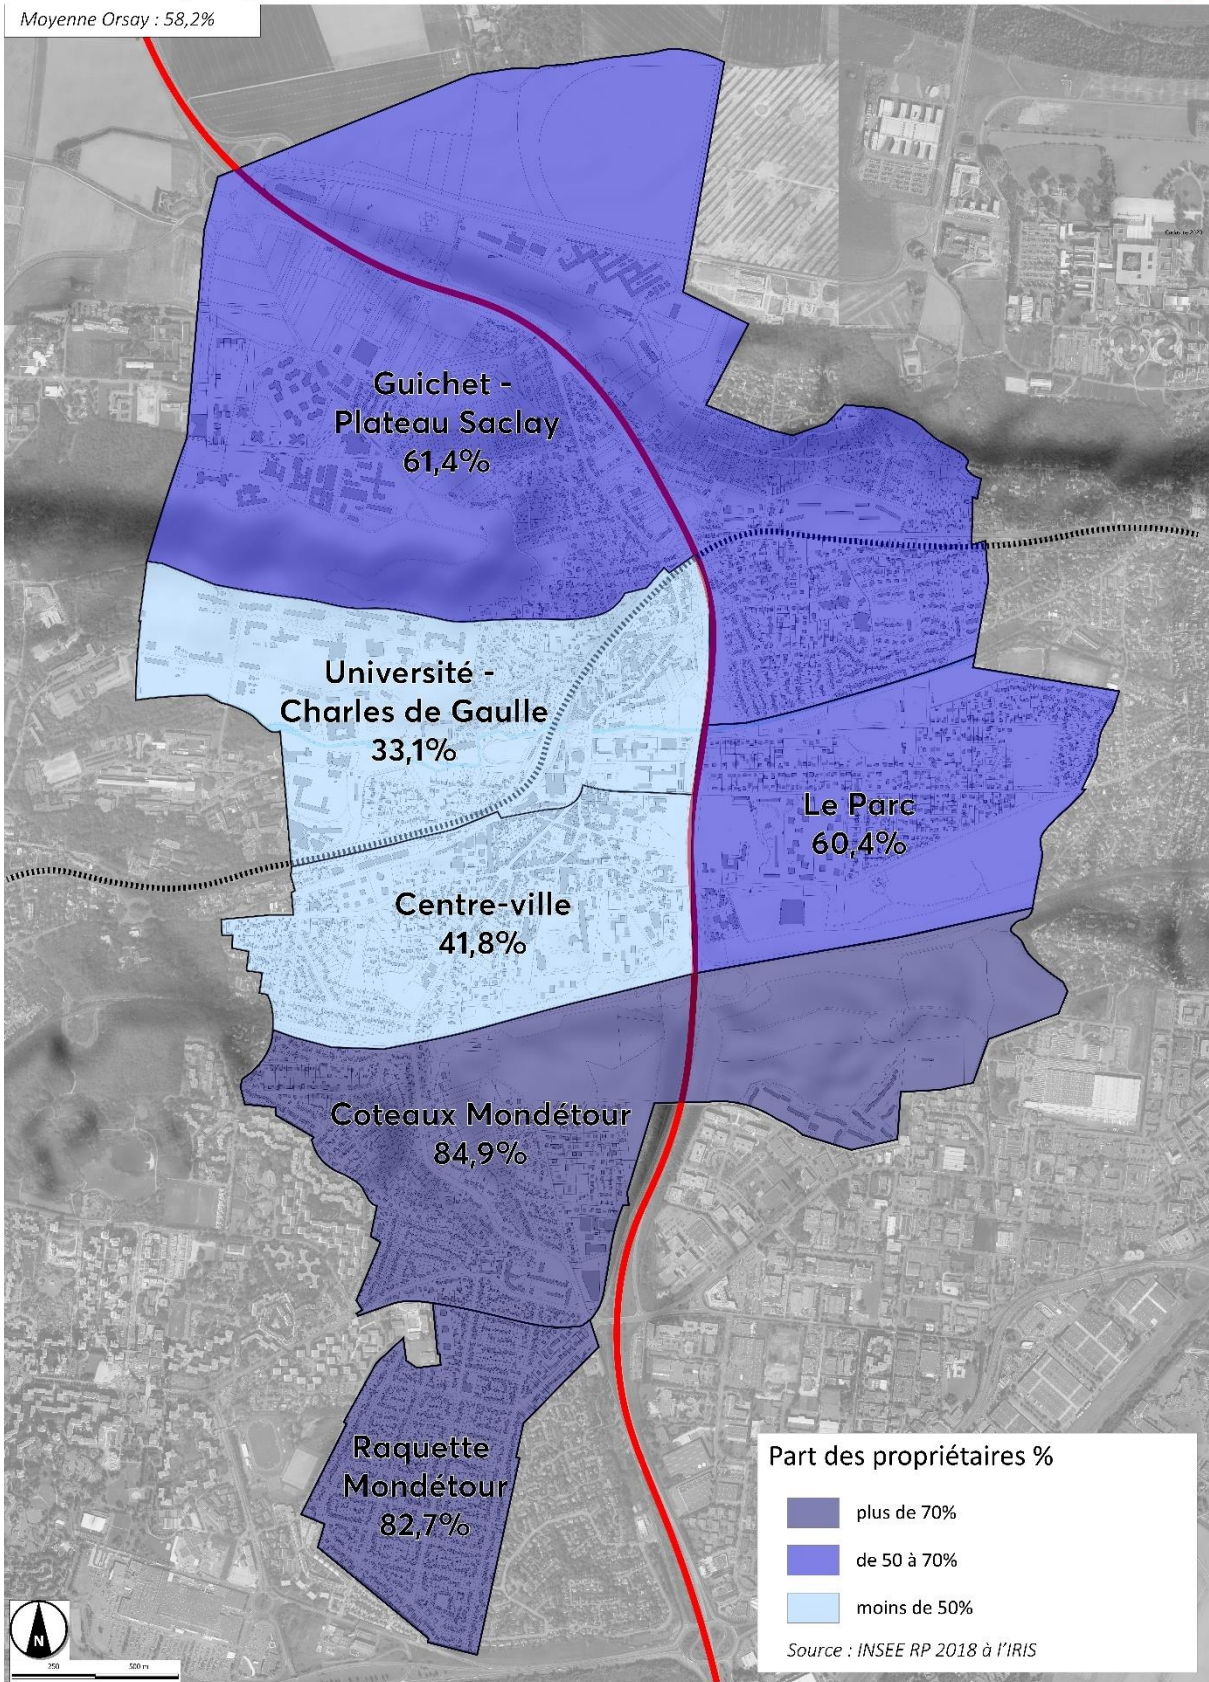 Moyenne Orsay : 58,2%
Guichet -
Plateau Saclay
61,4%
Université -
Charles de Gaulle
33,1%
Le Parc
60,4%
Centre-ville
41,8%
Coteaux Mondétour
84,9%
Raquette
Mondétour
82,7%
Part des propriétaires %
plus de 70%
de 50 à 70%
moins de 50%
Source : INSEE RP 2018 à l'IRIS
N
250 500 m